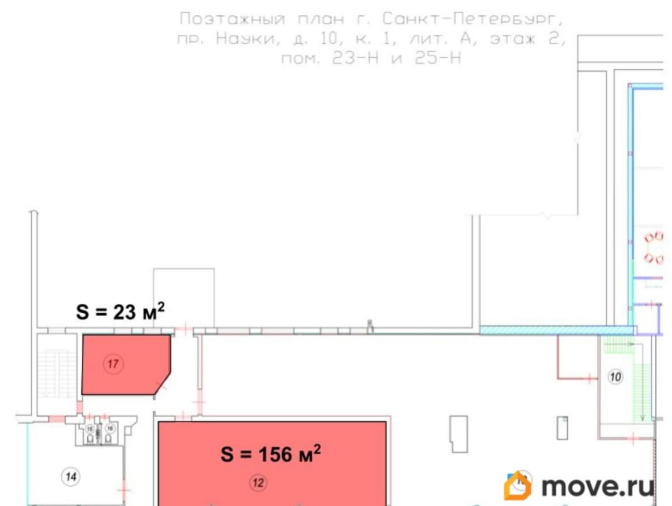 Поэтажный план г. Санкт-Петербург,
пр. Науки, д. 10, к. 1, лит. А, этаж 2,
пом. 23-Н и 25-Н
S = 23 м²
17
10
S = 156 м²
14
12
move.ru